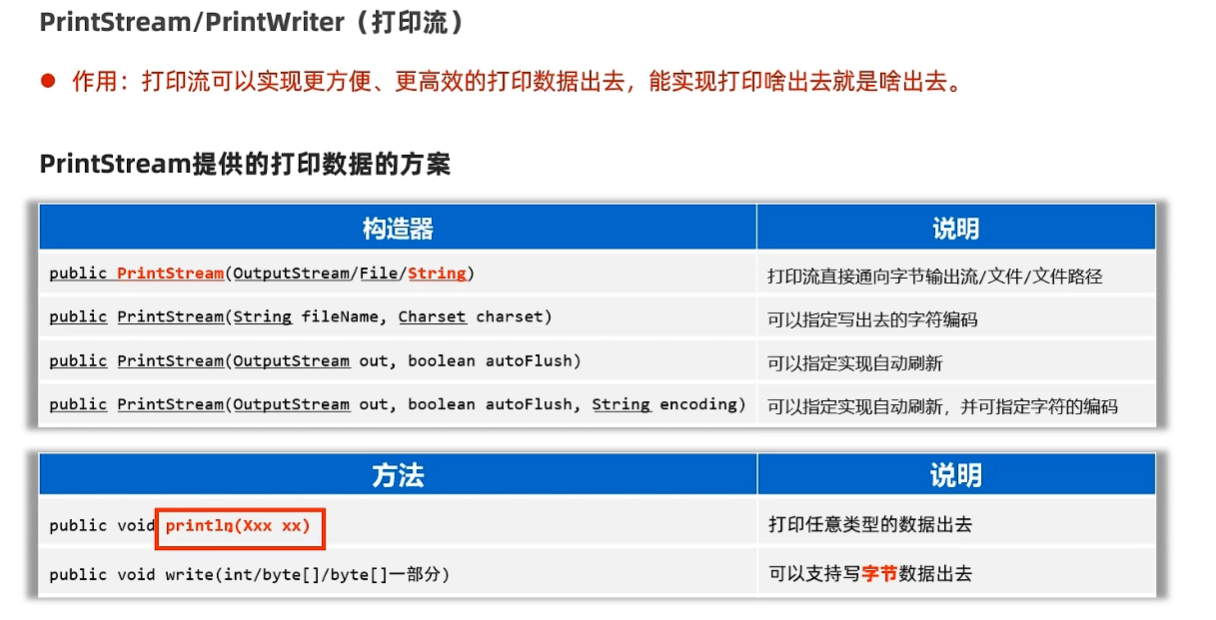 PrintStream/PrintWriter（打印流）
● 作用：打印流可以实现更方便、更高效的打印数据出去，能实现打印啥出去就是啥出去。
PrintStream提供的打印数据的方案
构造器 说明
public PrintStream(OutputStream/File/String) 打印流直接通向字节输出流/文件/文件路径
public PrintStream(String fileName, Charset charset) 可以指定写出去的字符编码
public PrintStream(OutputStream out, boolean autoFlush) 可以指定实现自动刷新
public PrintStream(OutputStream out, boolean autoFlush, String encoding) 可以指定实现自动刷新，并可指定字符的编码
方法 说明
public void println(Xxx xx) 打印任意类型的数据出去
public void write(int/byte[]/byte[]一部分) 可以支持写字节数据出去